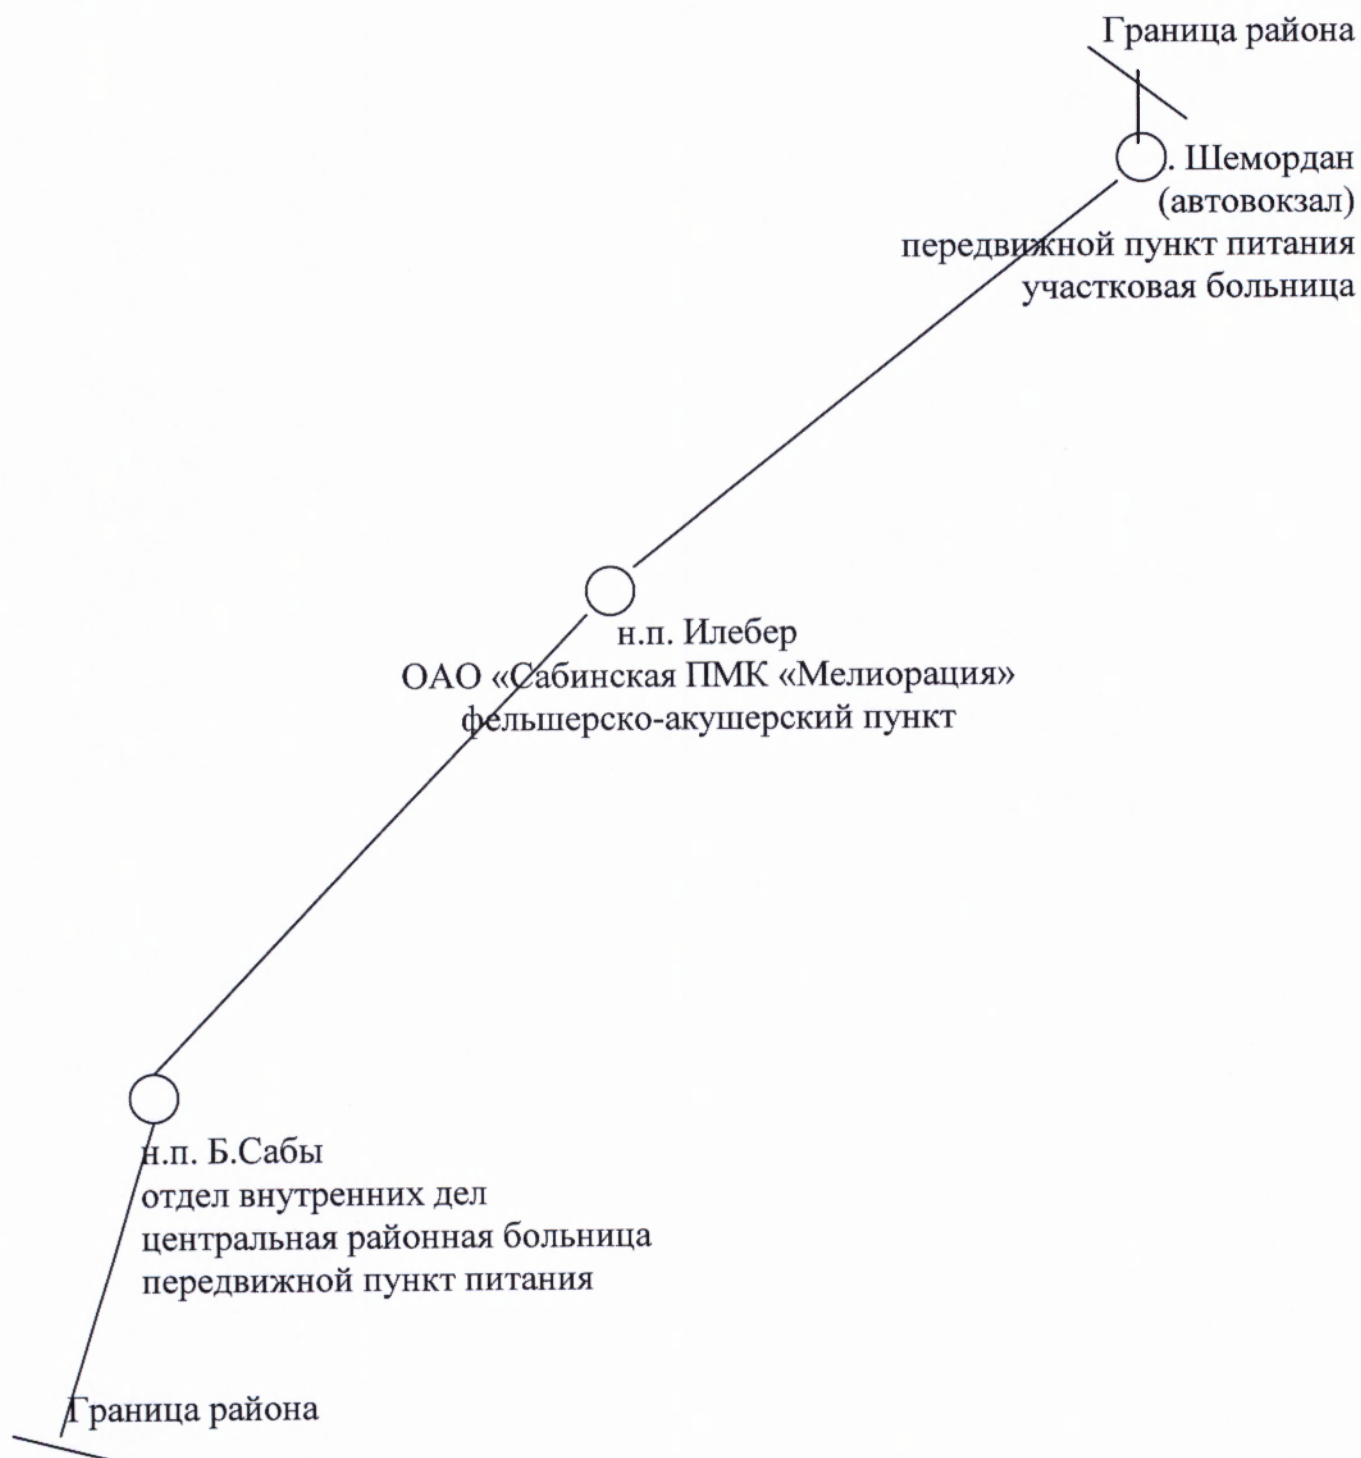 Граница района
. Шемордан
(автовокзал)
передвижной пункт питания
участковая больница
н.п. Илебер
ОАО «Сабинская ПМК «Мелиорация»
фельшерско-акушерский пункт
н.п. Б.Сабы
отдел внутренних дел
центральная районная больница
передвижной пункт питания
Граница района